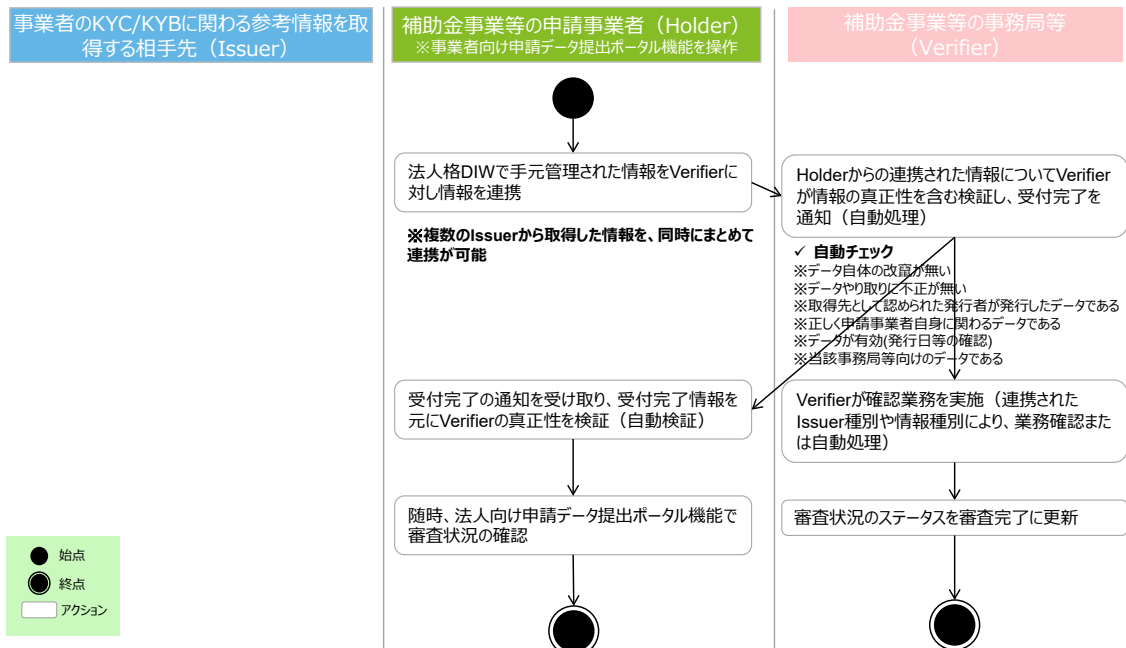 事業者のKYC/KYBに関わる参考情報を取
得する相手先（Issuer）
補助金事業等の申請事業者（Holder）
※事業者向け申請データ提出ポータル機能を操作
補助金事業等の事務局等
（Verifier）
法人格DIWで手元管理された情報をVerifierに
対し情報を連携
※複数のIssuerから取得した情報を、同時にまとめて
連携が可能
Holderからの連携された情報についてVerifier
が情報の真正性を含む検証し、受付完了を
通知（自動処理）
✓ 自動チェック
※データ自体の改竄が無い
※データやり取りに不正が無い
※取得先として認められた発行者が発行したデータである
※正しく申請事業者自身に関わるデータである
※データが有効(発行日等の確認)
※当該事務局等向けのデータである
受付完了の通知を受け取り、受付完了情報を
元にVerifierの真正性を検証（自動検証）
Verifierが確認業務を実施（連携された
Issuer種別や情報種別により、業務確認また
は自動処理）
随時、法人向け申請データ提出ポータル機能で
審査状況の確認
審査状況のステータスを審査完了に更新
始点
終点
アクション